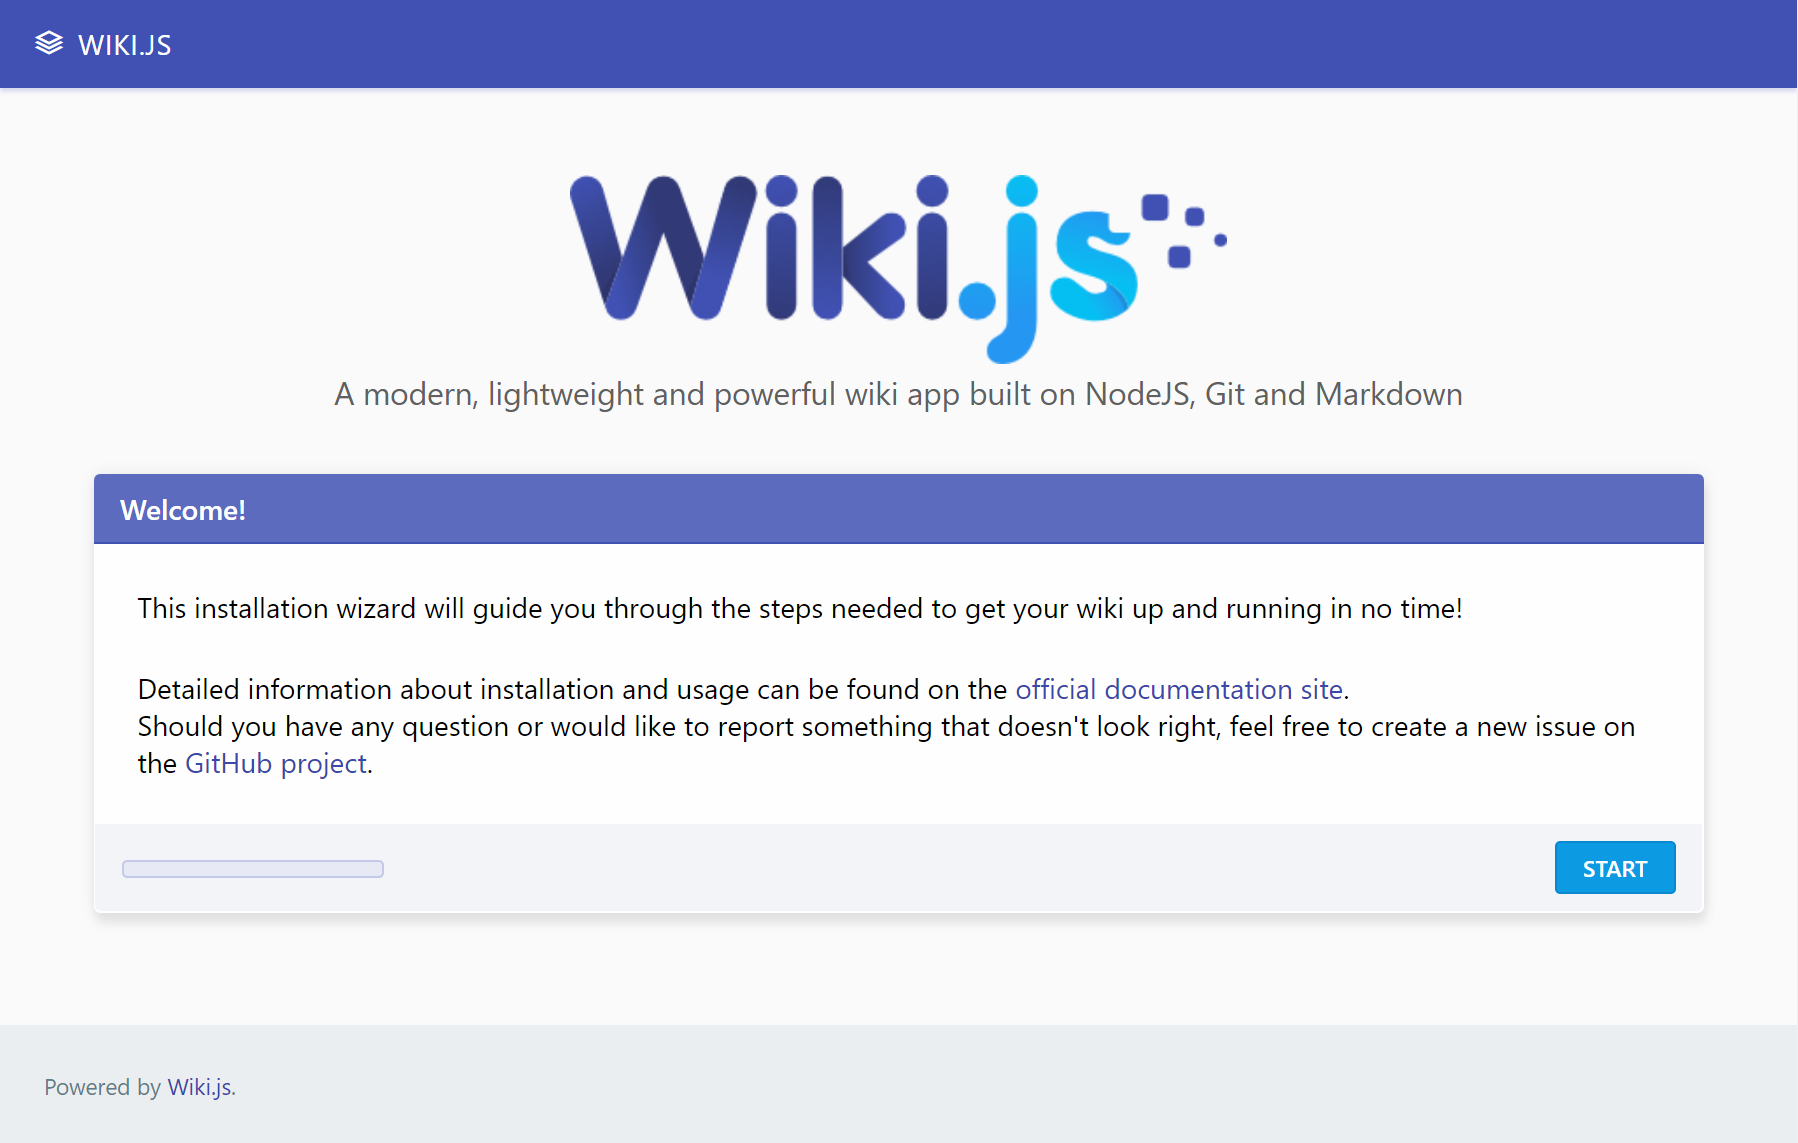 WIKI.JS
Wiki.js
A modern, lightweight and powerful wiki app built on NodeJS, Git and Markdown
Welcome!
This installation wizard will guide you through the steps needed to get your wiki up and running in no time!
Detailed information about installation and usage can be found on the official documentation site.
Should you have any question or would like to report something that doesn't look right, feel free to create a new issue on
the GitHub project.
START
Powered by Wiki.js.